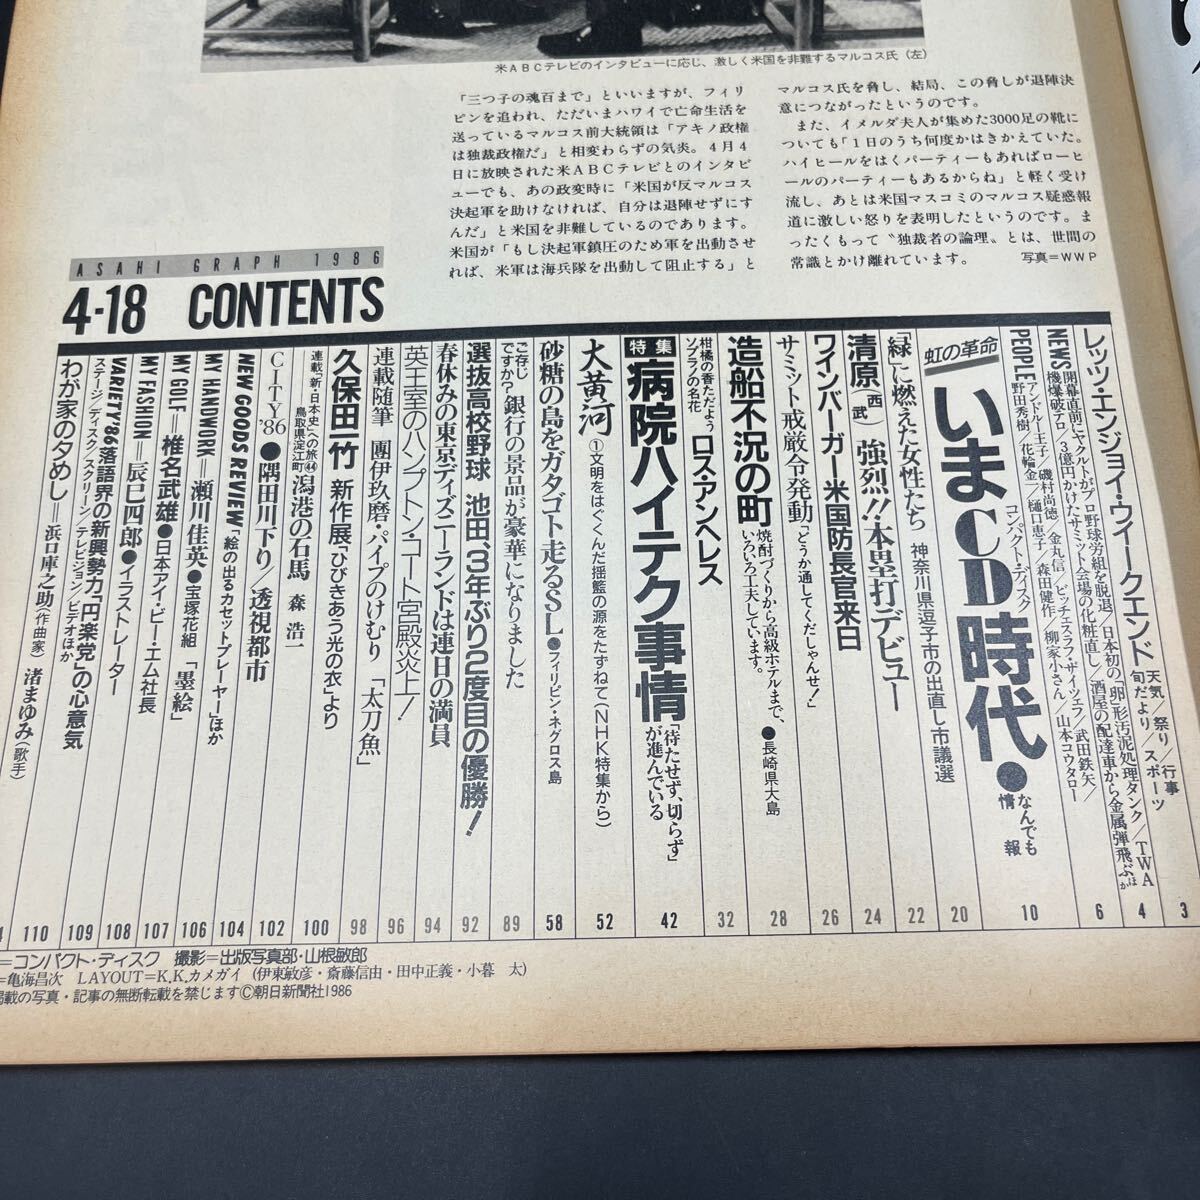 米ABCテレビのインタビューに応じ、激しく米国を非難するマルコス氏(左)
「三つ子の魂百まで」といいますが、フィリ
ピンを追われ、ただいまハワイで亡命生活を
送っているマルコス前大統領は「アキノ政権
は独裁政権だ」と相変わらずの気炎。4月4
日に放映された米ABCテレビとのインタビ
ューでも、あの政変時に「米国が反マルコス
決起軍を助けなければ、自分は退陣せずにす
んだ」と米国を非難しているのであります。
米国が「もし決起軍鎮圧のため軍を出動させ
れば、米軍は海兵隊を出動して阻止する」と
マルコス氏を脅し、結局、この脅しが退陣決
意につながったというのです。
また、イメルダ夫人が集めた3000足の靴に
ついても「1日のうち何度かはきかえていた。
ハイヒールをはくパーティーもあればローヒ
ールのパーティーもあるからね」と軽く受け
流し、あとは米国マスコミのマルコス疑惑報
道に激しい怒りを表明したというのです。ま
ったくもって〝独裁者の論理〟とは、世間の
常識とかけ離れています。 写真=WWP
ASAHI GRAPH 1986
4-18 CONTENTS
レッツ・エンジョイ・ウィークエンド 天気/祭り/行事 旬だより/スポーツ 3
NEWS 開幕直前にヤクルトがプロ野球労組を脱退/日本初の「卵」形汚泥処理タンク/TWA 4
機爆破テロ/3億円かけたサミット会場の化粧直し/酒屋の配達車から金属弾飛ぶほか
PEOPLE アンドルー王子/磯村尚徳/金丸信/ビッチェスラフ・ザイツェフ/武田鉄矢/ 6
野田秀樹/花輪金一/樋口恵子/森田健作/柳家小さん/山本コウタロー
虹の革命 いまCD時代 コンパクト・ディスク ●なんでも情報 10
「緑」に燃えた女性たち 神奈川県逗子市の出直し市議選 20
清原(西武) 強烈!!本塁打デビュー 22
ワインバーガー米国防長官来日 24
サミット戒厳令発動「どうか通してくだしゃんせ!」 26
造船不況の町 焼酎づくりから高級ホテルまで、いろいろ工夫しています。 ●長崎県大島 28
柑橘の香ただよう ソプラノの名花 ロス・アンヘレス 32
特集 病院ハイテク事情 「待たせず、切らず」が進んでいる 42
大黄河 ①文明をはぐくんだ揺籃の源をたずねて(NHK特集から) 52
砂糖の島をガタゴト走るSL ●フィリピン・ネグロス島 58
ご存じですか?銀行の景品が豪華になりました 89
選抜高校野球 池田、3年ぶり2度目の優勝! 92
春休みの東京ディズニーランドは連日の満員 94
英王室のハンプトン・コート宮殿炎上!
連載随筆 團伊玖磨・パイプのけむり「太刀魚」 96
久保田一竹 新作展「ひびきあう光の衣」より 98
連載「新・日本史」への旅㊹ 鳥取県淀江町 潟港の石馬 森 浩一 100
CITY'86 ●隅田川下り/透視都市 102
NEW GOODS REVIEW「絵の出るカセットプレーヤー」ほか 104
MY HANDWORK=瀬川佳英●宝塚花組 「墨絵」 106
MY GOLF=椎名武雄●日本アイ・ビー・エム社長 107
MY FASHION=辰巳四郎●イラストレーター 108
VARIETY'86 落語界の新興勢力「円楽党」の心意気 109
ステージ/ディスク/スクリーン/テレビジョン/ビデオほか
わが家の夕めし=浜口庫之助(作曲家) 渚まゆみ(歌手) 110
=コンパクト・ディスク 撮影=出版写真部・山根敏郎
=亀海昌次 LAYOUT=K.K.カメガイ(伊東敏彦・斎藤信由・田中正義・小暮 太)
掲載の写真・記事の無断転載を禁じます©朝日新聞社1986